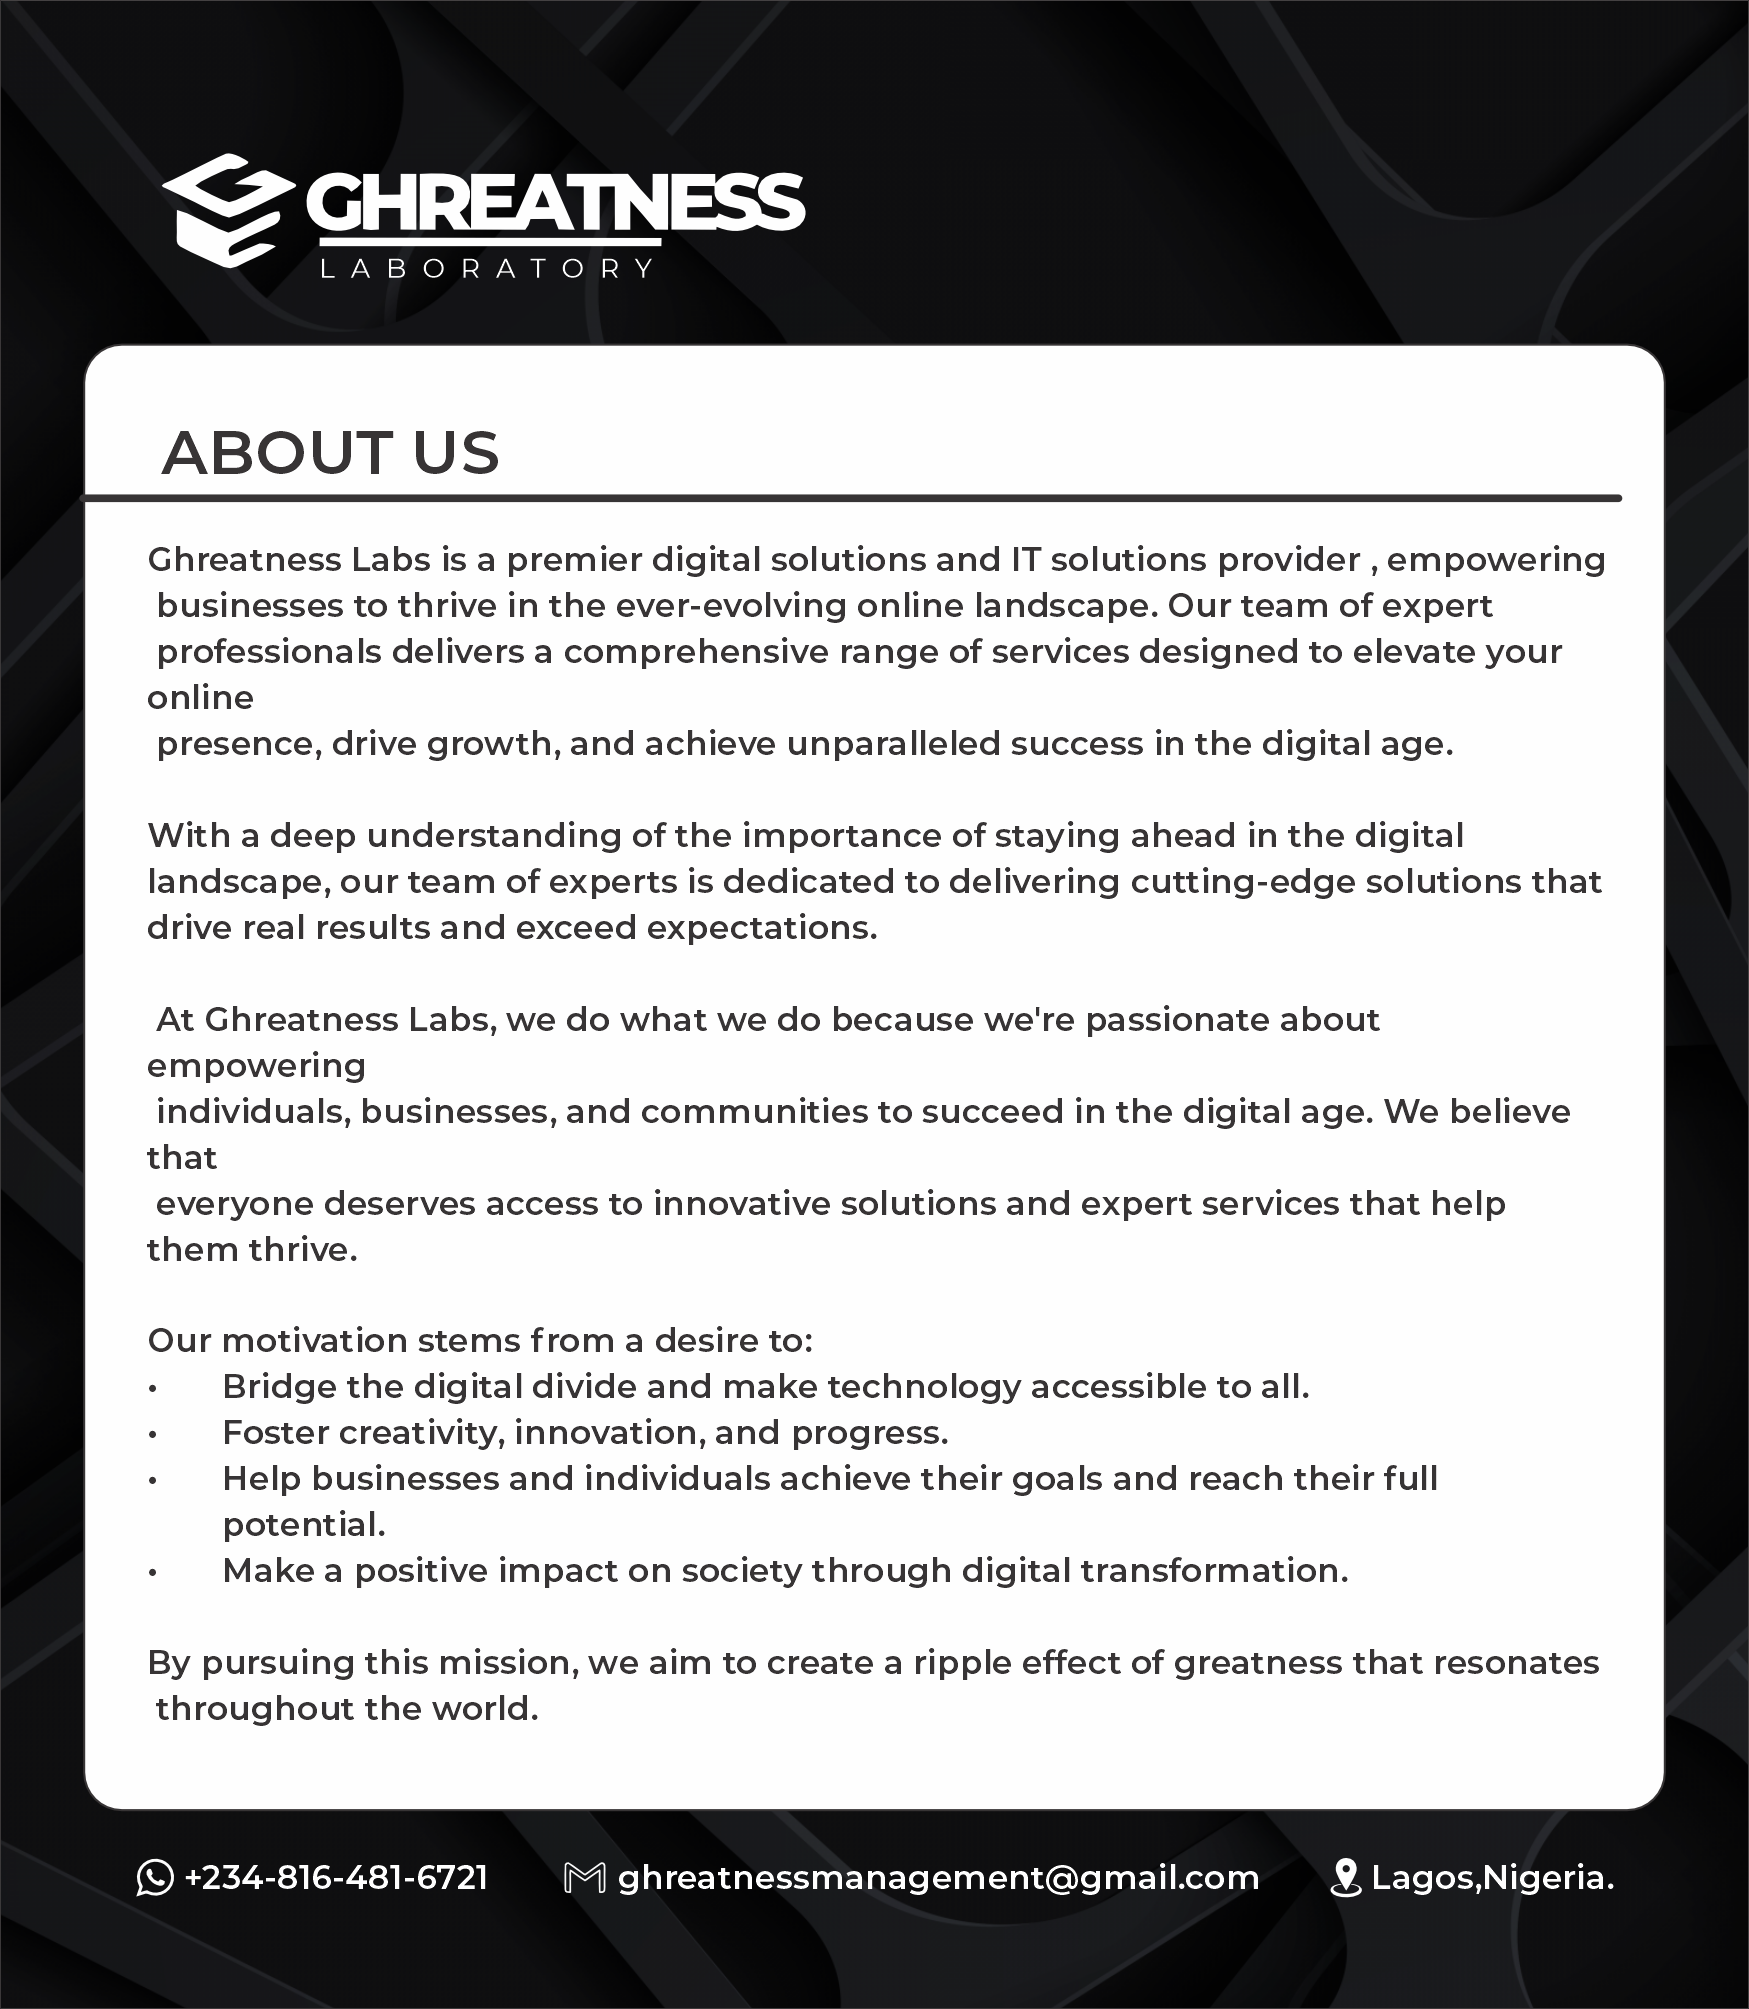 GHREATNESS
LABORATORY
ABOUT US
Ghreatness Labs is a premier digital solutions and IT solutions provider , empowering
businesses to thrive in the ever-evolving online landscape. Our team of expert
professionals delivers a comprehensive range of services designed to elevate your
online
presence, drive growth, and achieve unparalleled success in the digital age.
With a deep understanding of the importance of staying ahead in the digital
landscape, our team of experts is dedicated to delivering cutting-edge solutions that
drive real results and exceed expectations.
At Ghreatness Labs, we do what we do because we're passionate about
empowering
individuals, businesses, and communities to succeed in the digital age. We believe
that
everyone deserves access to innovative solutions and expert services that help
them thrive.
Our motivation stems from a desire to:
• Bridge the digital divide and make technology accessible to all.
• Foster creativity, innovation, and progress.
• Help businesses and individuals achieve their goals and reach their full
potential.
• Make a positive impact on society through digital transformation.
By pursuing this mission, we aim to create a ripple effect of greatness that resonates
throughout the world.
+234-816-481-6721 ghreatnessmanagement@gmail.com Lagos,Nigeria.